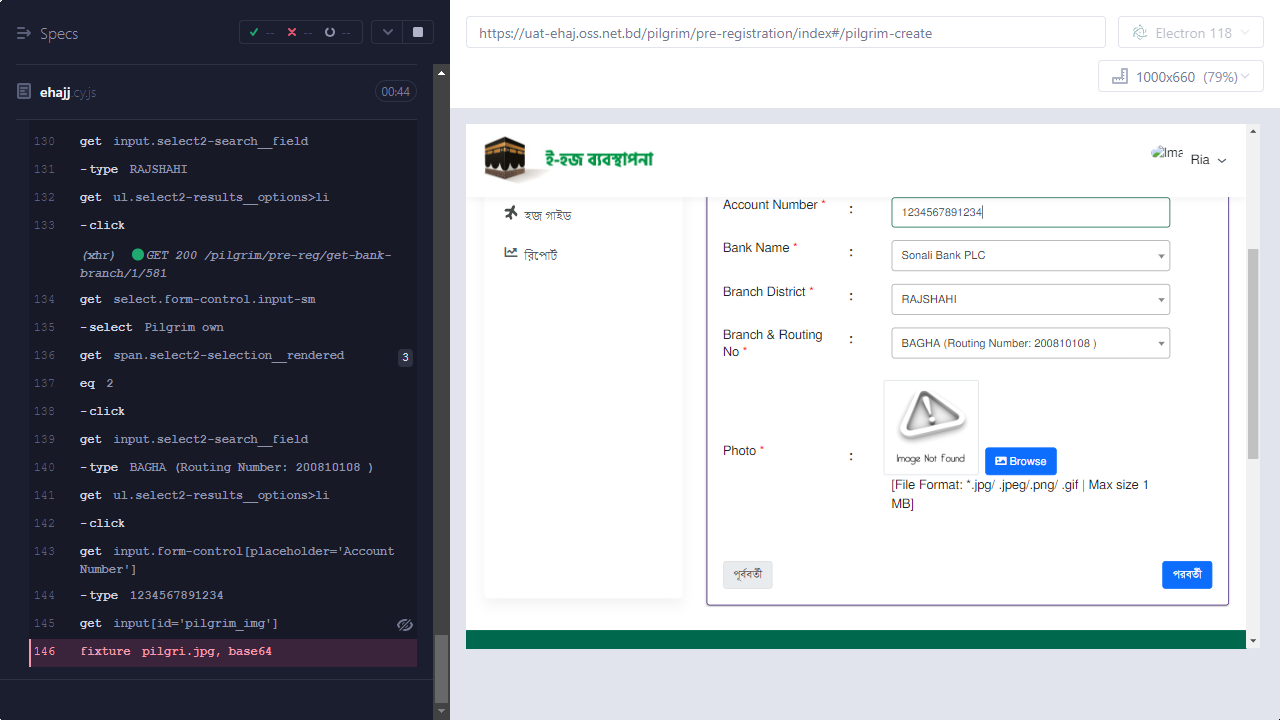 Specs
-- -- --
ehajj.cy.js 00:44
130 get input.select2-search__field
131 -type RAJSHAHI
132 get ul.select2-results__options>li
133 -click
(xhr) GET 200 /pilgrim/pre-reg/get-bank-
branch/1/581
134 get select.form-control.input-sm
135 -select Pilgrim own
136 get span.select2-selection__rendered 3
137 eq 2
138 -click
139 get input.select2-search__field
140 -type BAGHA (Routing Number: 200810108 )
141 get ul.select2-results__options>li
142 -click
143 get input.form-control[placeholder='Account
Number']
144 -type 1234567891234
145 get input[id='pilgrim_img']
146 fixture pilgri.jpg, base64
https://uat-ehaj.oss.net.bd/pilgrim/pre-registration/index#/pilgrim-create
Electron 118
1000x660 (79%)
ই-হজ ব্যবস্থাপনা
Ima
Ria
হজ গাইড
রিপোর্ট
Account Number * : 1234567891234
Bank Name * : Sonali Bank PLC
Branch District * : RAJSHAHI
Branch & Routing
No * : BAGHA (Routing Number: 200810108 )
Photo * :
Image Not found
Browse
[File Format: *.jpg/ .jpeg/.png/ .gif | Max size 1
MB]
পূর্ববর্তী
পরবর্তী